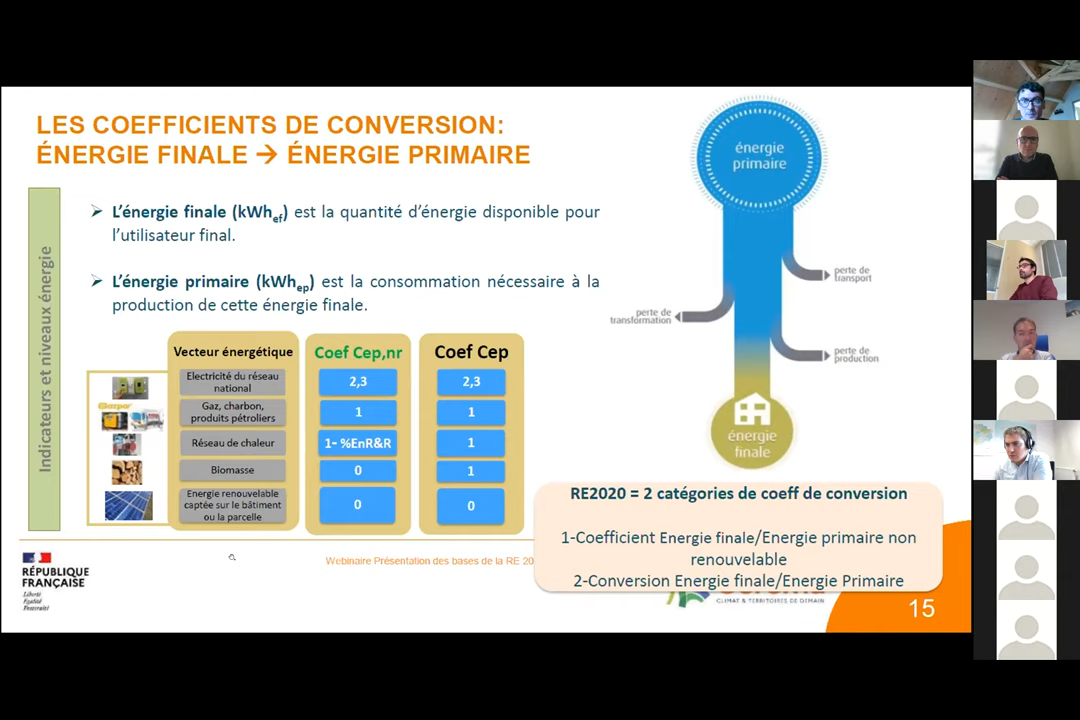 LES COEFFICIENTS DE CONVERSION:
ÉNERGIE FINALE → ÉNERGIE PRIMAIRE
Indicateurs et niveaux énergie
➢ L'énergie finale (kWhef) est la quantité d'énergie disponible pour
l'utilisateur final.
➢ L'énergie primaire (kWhep) est la consommation nécessaire à la
production de cette énergie finale.
Vecteur énergétique
Coef Cep,nr
Coef Cep
Electricité du réseau
national
2,3
2,3
Gaz, charbon,
produits pétroliers
1
1
Réseau de chaleur
1- %EnR&R
1
Biomasse
0
1
Energie renouvelable
captée sur le bâtiment
ou la parcelle
0
0
énergie
primaire
perte de
transport
perte de
transformation
perte de
production
énergie
finale
RE2020 = 2 catégories de coeff de conversion
1-Coefficient Energie finale/Energie primaire non
renouvelable
2-Conversion Energie finale/Energie Primaire
RÉPUBLIQUE
FRANÇAISE
Liberté
Égalité
Fraternité
Webinaire Présentation des bases de la RE 20
CLIMAT & TERRITOIRES DE DEMAIN
15